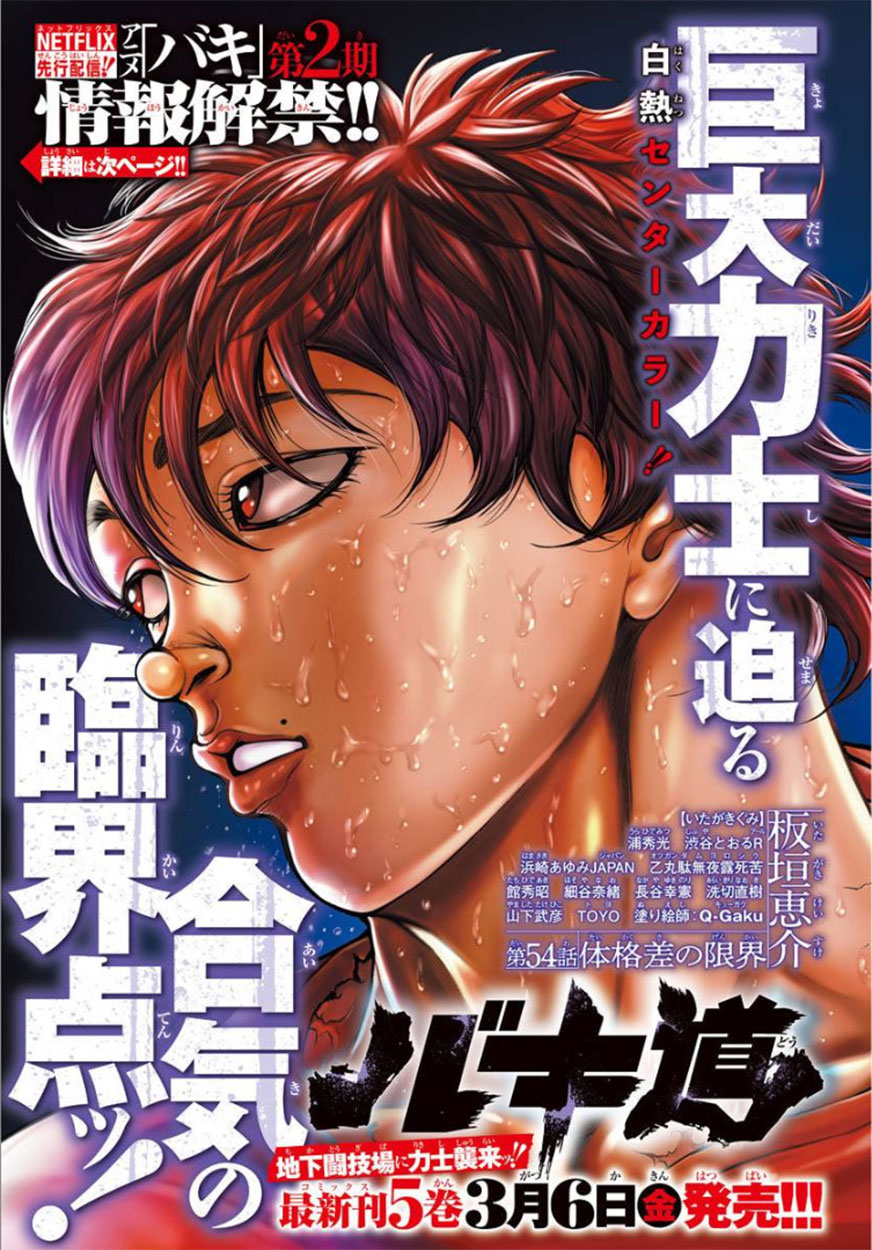 NETFLIX
先行配信!!
アニメ「バキ」第2期
情報解禁!!
詳細は次ページ!!
白熱センターカラー!!
巨大力士に迫る
合気の
臨界点ッ!
板垣恵介
【いたがきぐみ】
浦秀光 渋谷とおるR
浜崎あゆみJAPAN 乙丸駄無夜露死苦
館秀昭 細谷奈緒 長谷幸憲 洗切直樹
山下武彦 TOYO 塗り絵師:Q-Gaku
第54話 体格差の限界
バキ道
地下闘技場に力士襲来ッ!!
最新刊5巻3月6日金発売!!!